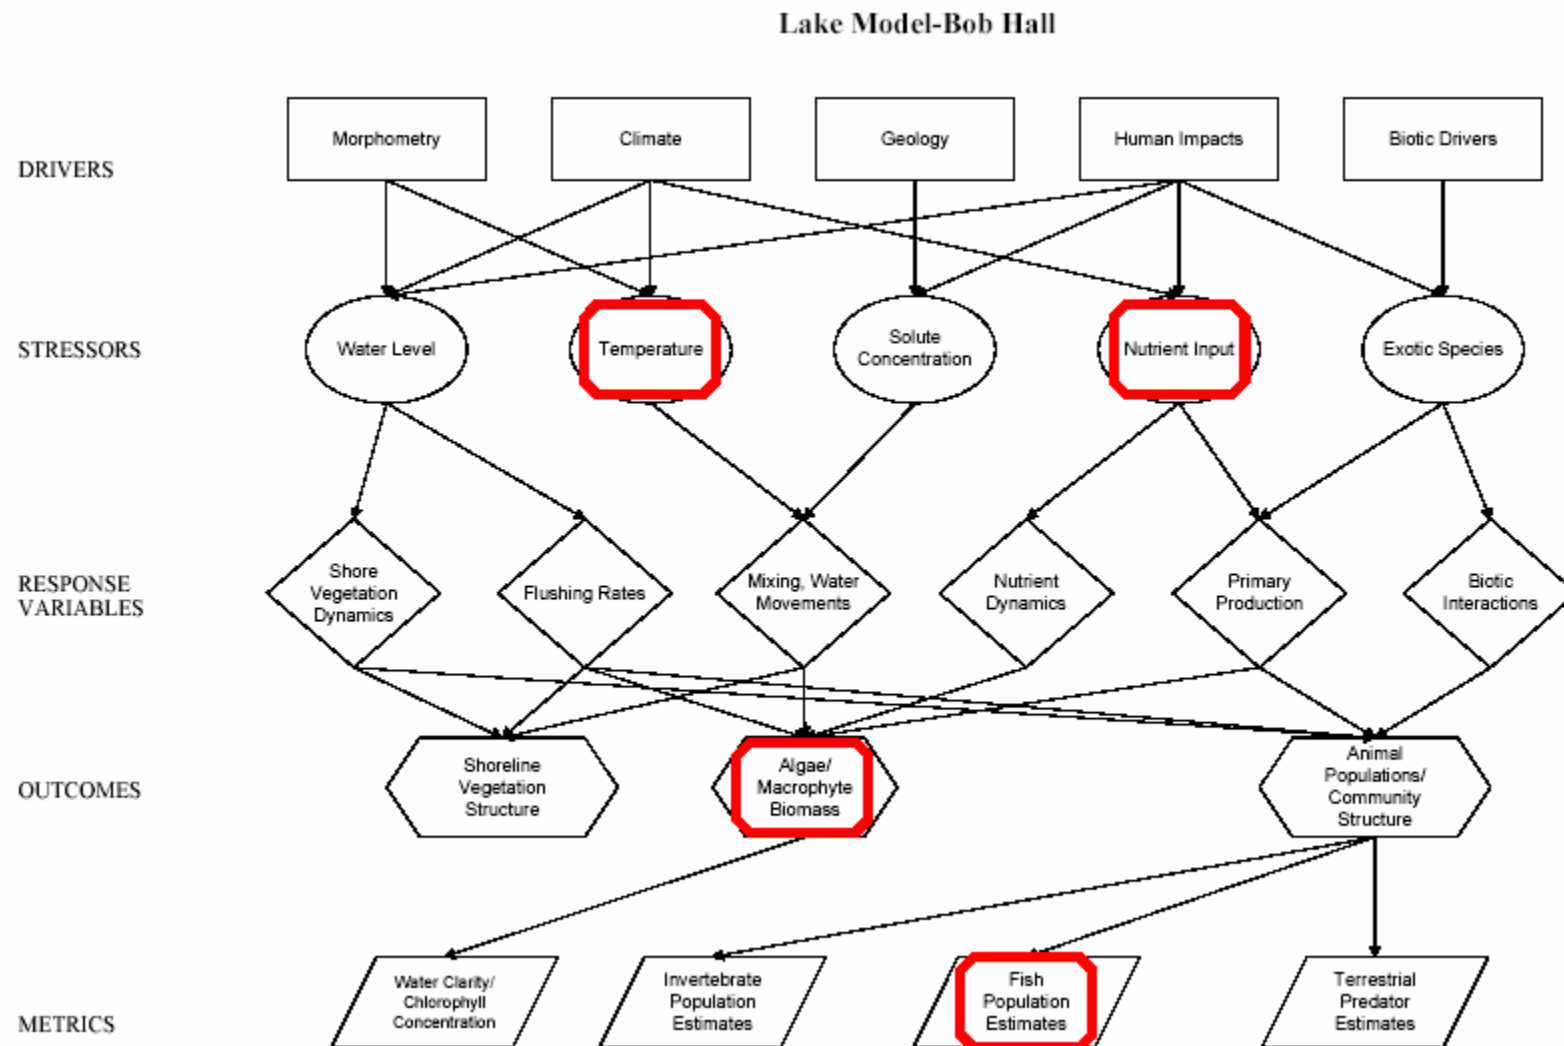 Lake Model-Bob Hall
DRIVERS
Morphometry
Climate
Geology
Human Impacts
Biotic Drivers
STRESSORS
Water Level
Temperature
Solute
Concentration
Nutrient Input
Exotic Species
RESPONSE
VARIABLES
Shore
Vegetation
Dynamics
Flushing Rates
Mixing, Water
Movements
Nutrient
Dynamics
Primary
Production
Biotic
Interactions
OUTCOMES
Shoreline
Vegetation
Structure
Algae/
Macrophyte
Biomass
Animal
Populations/
Community
Structure
METRICS
Water Clarity/
Chlorophyll
Concentration
Invertebrate
Population
Estimates
Fish
Population
Estimates
Terrestrial
Predator
Estimates